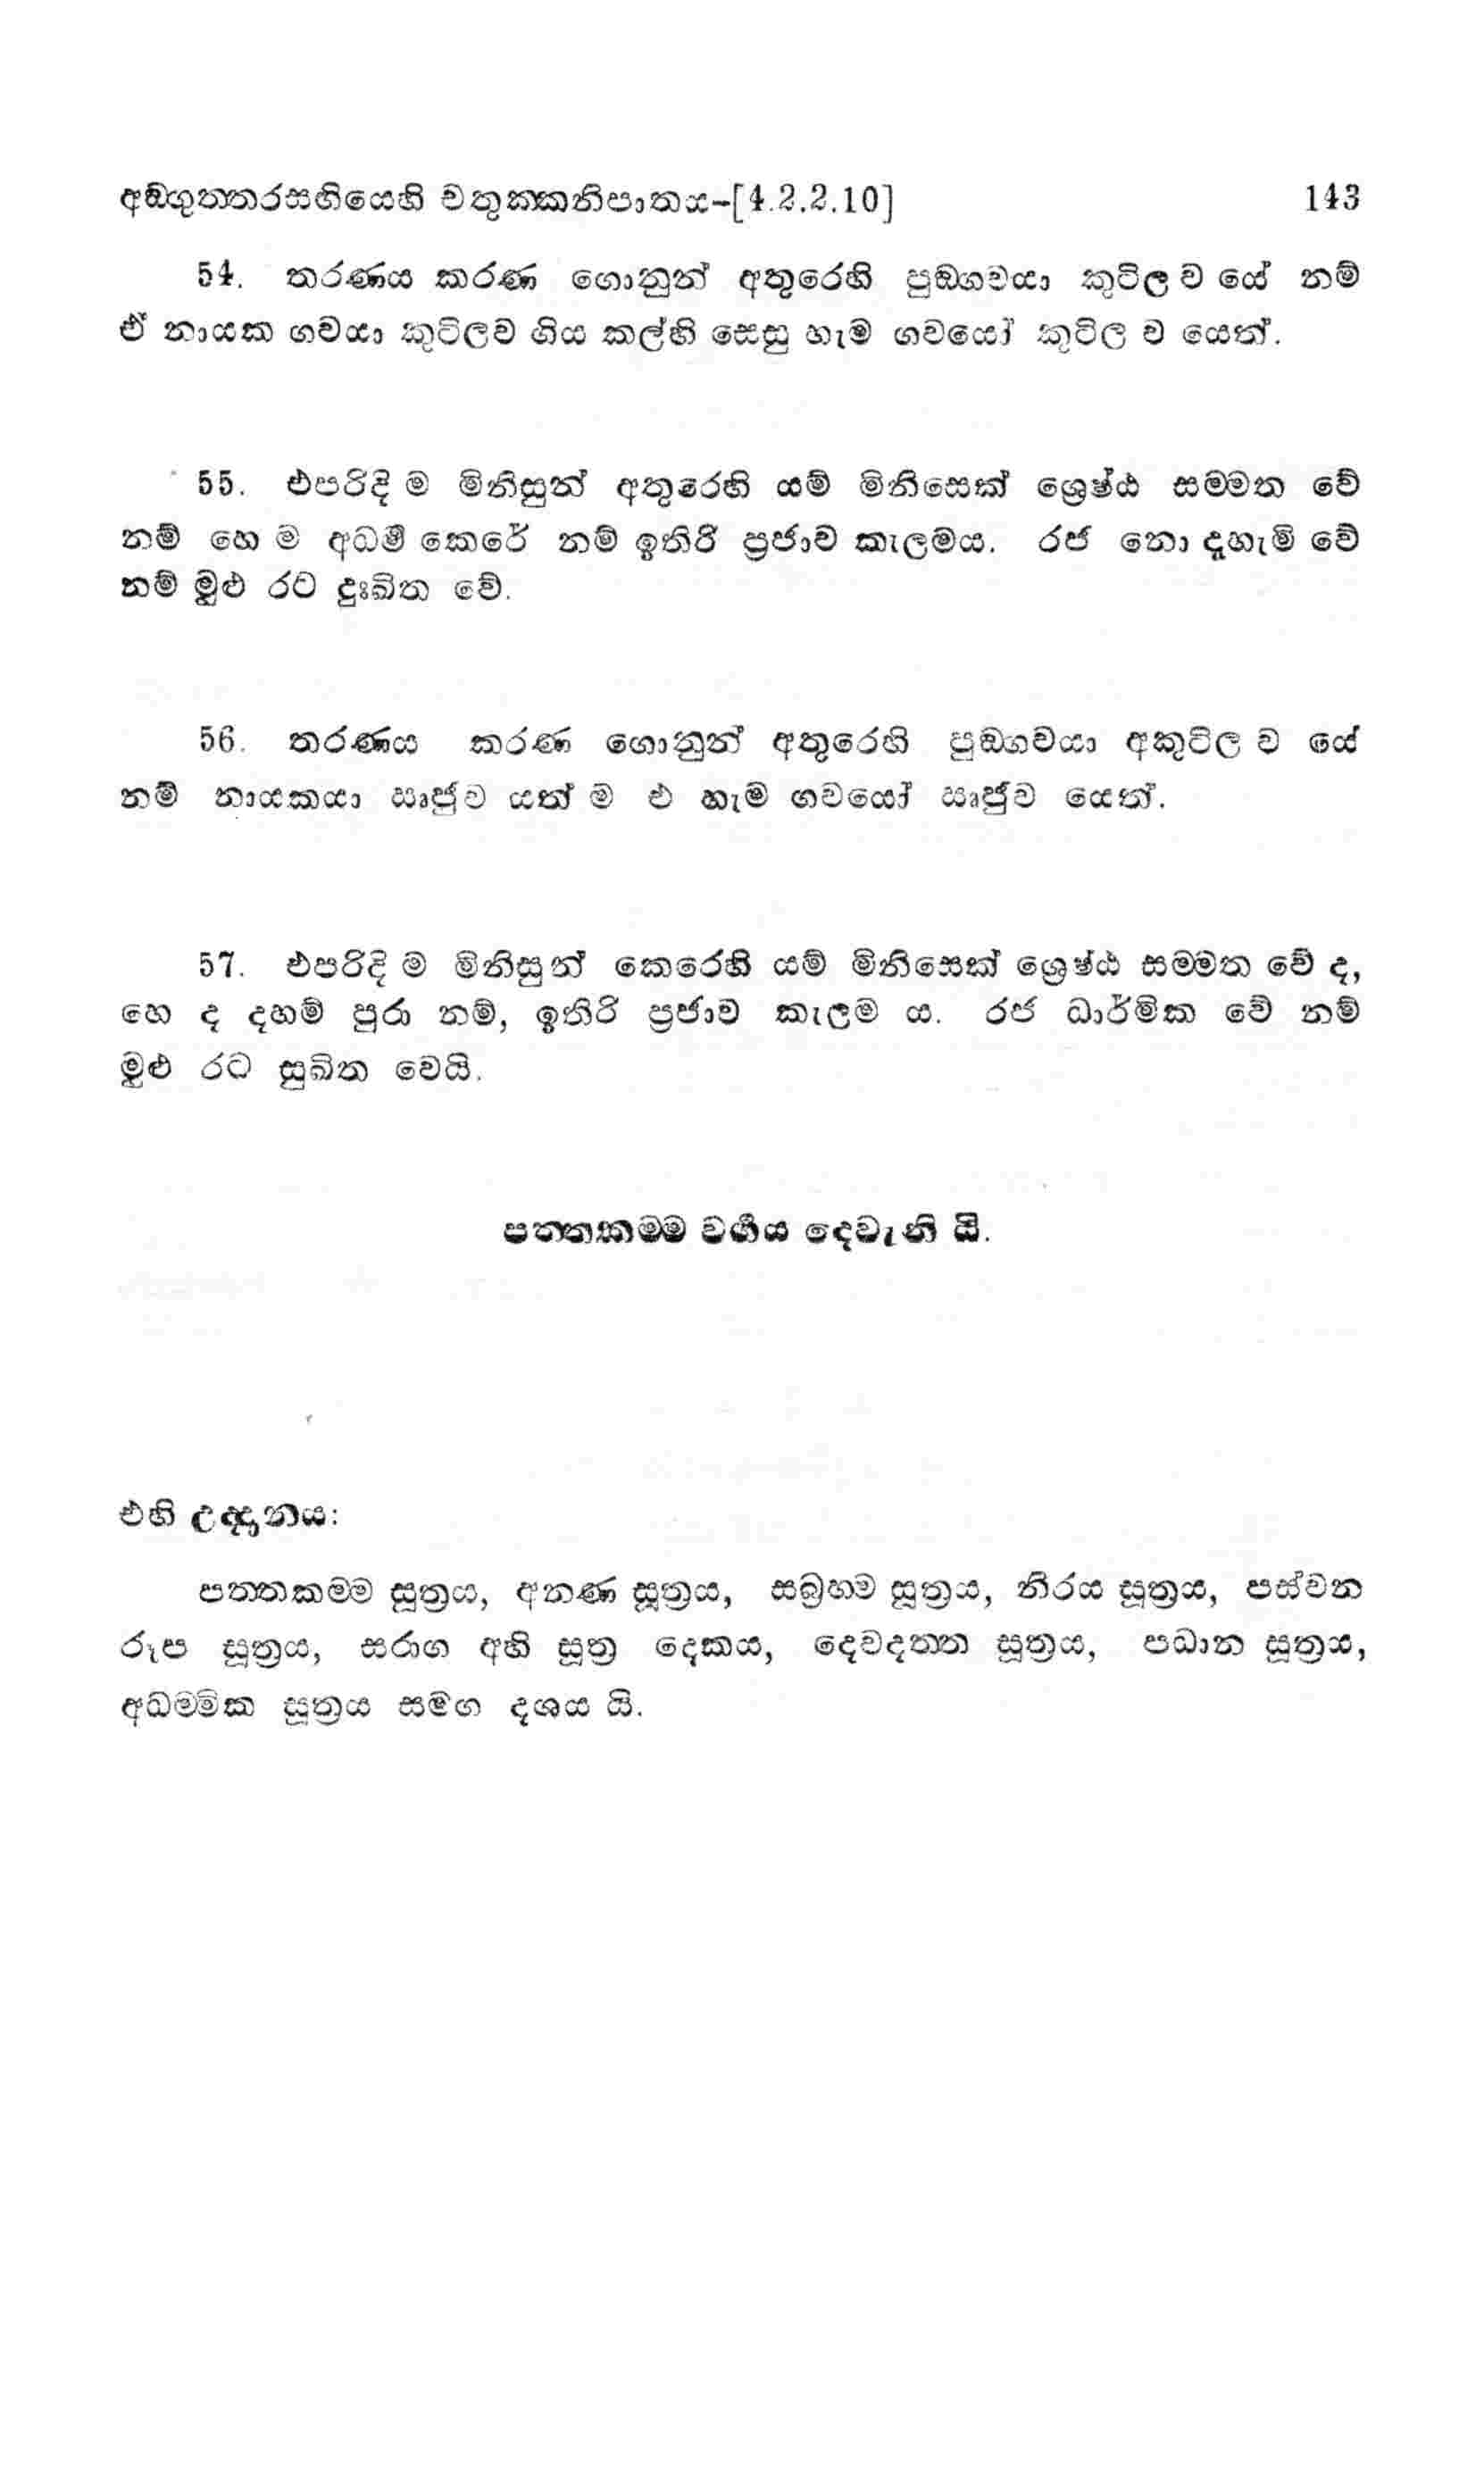 අඞ්ගුත්තරසඟියෙහි චතුක්කනිපාතය-[4.2.2.10] 143
54. තරණය කරණ ගොනුන් අතුරෙහි පුඞ්ගවයා කුටිල ව යේ නම්
ඒ නායක ගවයා කුටිලව ගිය කල්හි සෙසු හැම ගවයෝ කුටිල ව යෙත්.
55. එපරිදි ම මිනිසුන් අතුරෙහි යම් මිනිසෙක් ශ්‍රෙෂ්ඨ සම්මත වේ
නම් හෙ ම අධර්‍ම කෙරේ නම් ඉතිරි ප්‍රජාව කැලමය. රජ නො දැහැමි වේ
නම් මුළු රට දුඃඛිත වේ.
56. තරණය කරණ ගොනුන් අතුරෙහි පුඞ්ගවයා අකුටිල ව යේ
නම් නායකයා ඍජුව යත් ම එ හැම ගවයෝ ඍජුව යෙත්.
57. එපරිදි ම මිනිසුන් කෙරෙහි යම් මිනිසෙක් ශ්‍රෙෂ්ඨ සම්මත වේ ද,
හෙ ද දහම් පුරා නම්, ඉතිරි ප්‍රජාව කැලම ය. රජ ධාර්මික වේ නම්
මුළු රට සුඛිත වෙයි.
පත්තකම්ම වර්‍ගය දෙවැනි යි.
එහි උද්දානය:
පත්තකම්ම සූත්‍රය, අනණ සූත්‍රය, සබ්‍රහ්ම සූත්‍රය, නිරය සූත්‍රය, පස්වන
රූප සූත්‍රය, සරාග අහි සූත්‍ර දෙකය, දෙවදත්ත සූත්‍රය, පධාන සූත්‍රය,
අධම්මික සූත්‍රය සමඟ දශය යි.